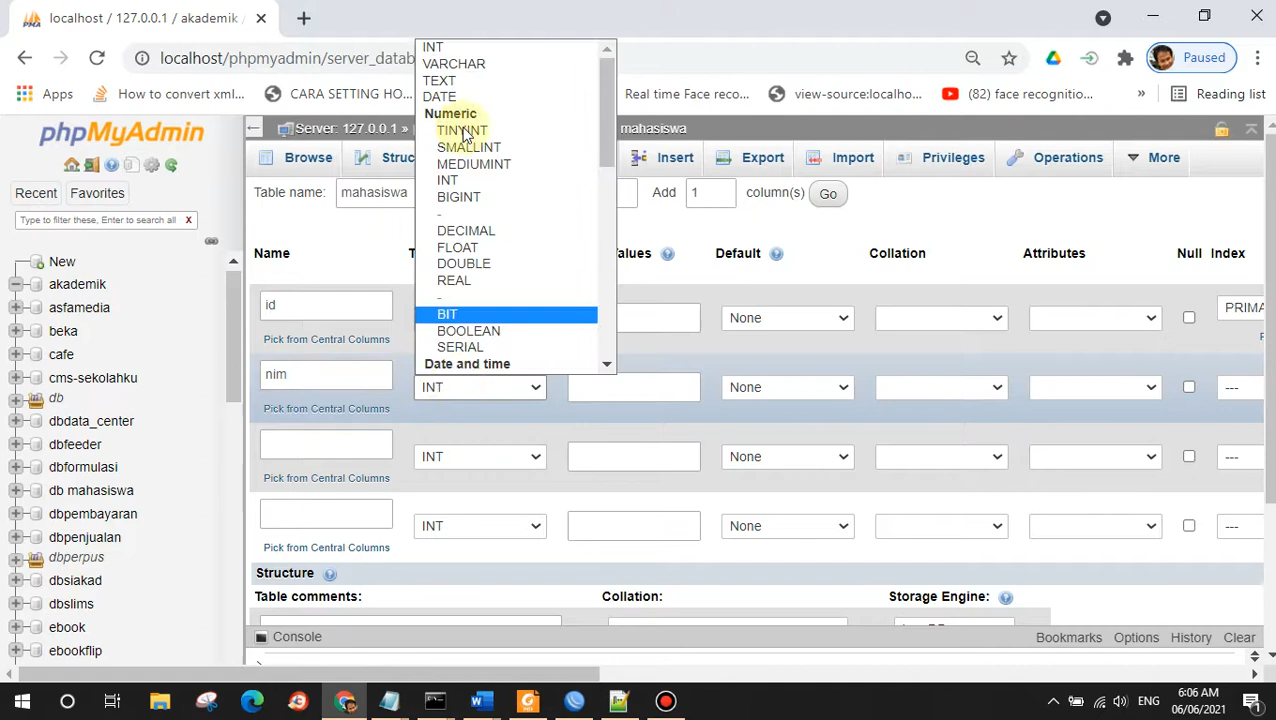 localhost / 127.0.0.1 / akademik /
localhost/phpmyadmin/server_datab
Paused
Apps
How to convert xml...
CARA SETTING HO
Real time Face reco...
view-source:localho...
(82) face recognitio...
Reading list
INT
VARCHAR
TEXT
DATE
Numeric
TINYINT
SMALLINT
MEDIUMINT
INT
BIGINT
-
DECIMAL
FLOAT
DOUBLE
REAL
-
BIT
BOOLEAN
SERIAL
Date and time
phpMyAdmin
Recent
Favorites
Type to filter these, Enter to search all
X
New
akademik
asfamedia
beka
cafe
cms-sekolahku
db
dbdata_center
dbfeeder
dbformulasi
db mahasiswa
dbpembayaran
dbpenjualan
dbperpus
dbsiakad
dbslims
ebook
ebookflip
Server: 127.0.0.1 »
mahasiswa
Browse
Struc
Insert
Export
Import
Privileges
Operations
More
Table name:
mahasiswa
Add
1
column(s)
Go
Name
Default
Collation
Attributes
Null
Index
id
None
PRIMA
Pick from Central Columns
nim
INT
None
---
Pick from Central Columns
INT
None
---
Pick from Central Columns
INT
None
---
Pick from Central Columns
Structure
Table comments:
Collation:
Storage Engine:
Console
Bookmarks
Options
History
Clear
>
ENG
6:06 AM
06/06/2021